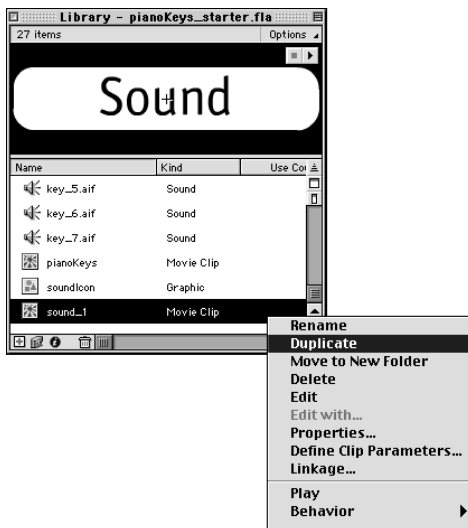 Library - pianoKeys_starter.fla
27 items Options
Sound
Name Kind Use Cou
key_5.aif Sound
key_6.aif Sound
key_7.aif Sound
pianoKeys Movie Clip
soundIcon Graphic
sound_1 Movie Clip
Rename
Duplicate
Move to New Folder
Delete
Edit
Edit with...
Properties...
Define Clip Parameters...
Linkage...
Play
Behavior